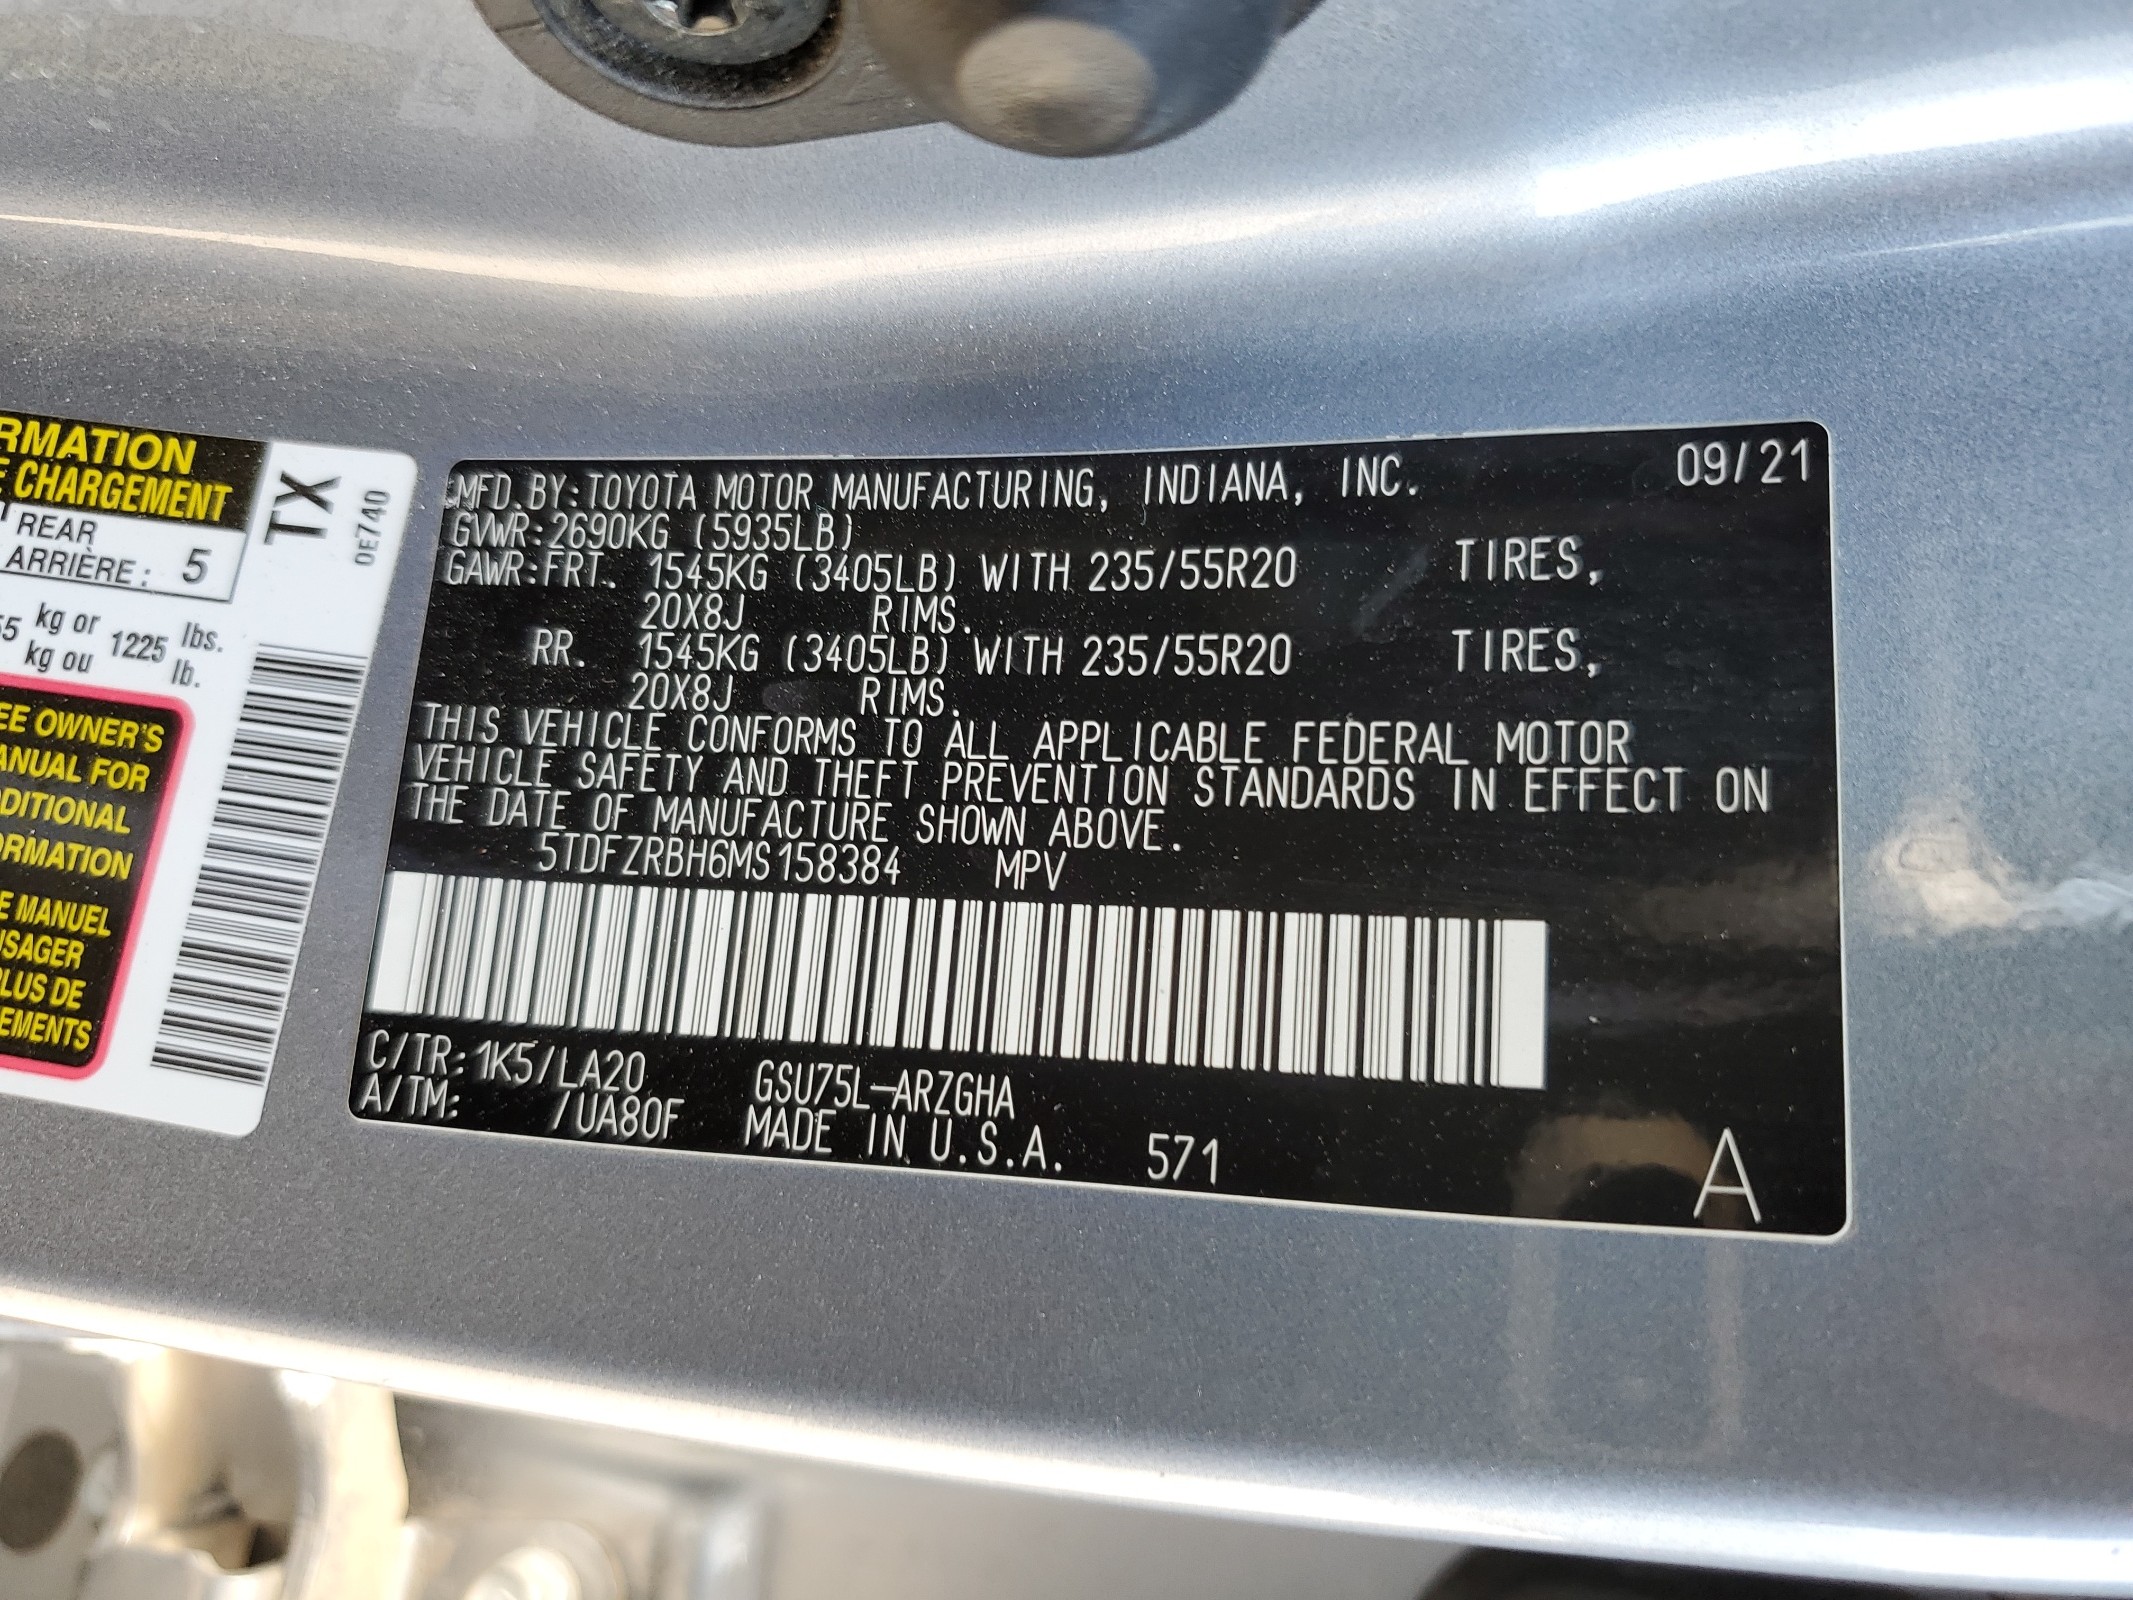 RMATION
E CHARGEMENT
REAR
ARRIÈRE : 5
kg or 1225 lbs.
kg ou lb.
EE OWNER'S
ANUAL FOR
DDITIONAL
ORMATION
E MANUEL
USAGER
PLUS DE
EMENTS
TX
0E740
MFD. BY: TOYOTA MOTOR MANUFACTURING, INDIANA, INC. 09/21
GVWR: 2690KG (5935LB)
GAWR: FRT. 1545KG (3405LB) WITH 235/55R20 TIRES,
20X8J RIMS.
RR. 1545KG (3405LB) WITH 235/55R20 TIRES,
20X8J RIMS.
THIS VEHICLE CONFORMS TO ALL APPLICABLE FEDERAL MOTOR
VEHICLE SAFETY AND THEFT PREVENTION STANDARDS IN EFFECT ON
THE DATE OF MANUFACTURE SHOWN ABOVE.
5TDFZRBH6MS158384 MPV
C/TR: 1K5/LA20 GSU75L-ARZGHA
A/TM: /UA80F MADE IN U.S.A. 571 A